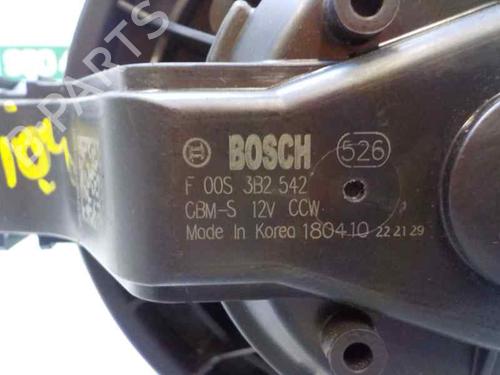 BOSCH 526
F 00S 3B2 542
CBM-S 12V CCW
Made In Korea 180410 22 21 29